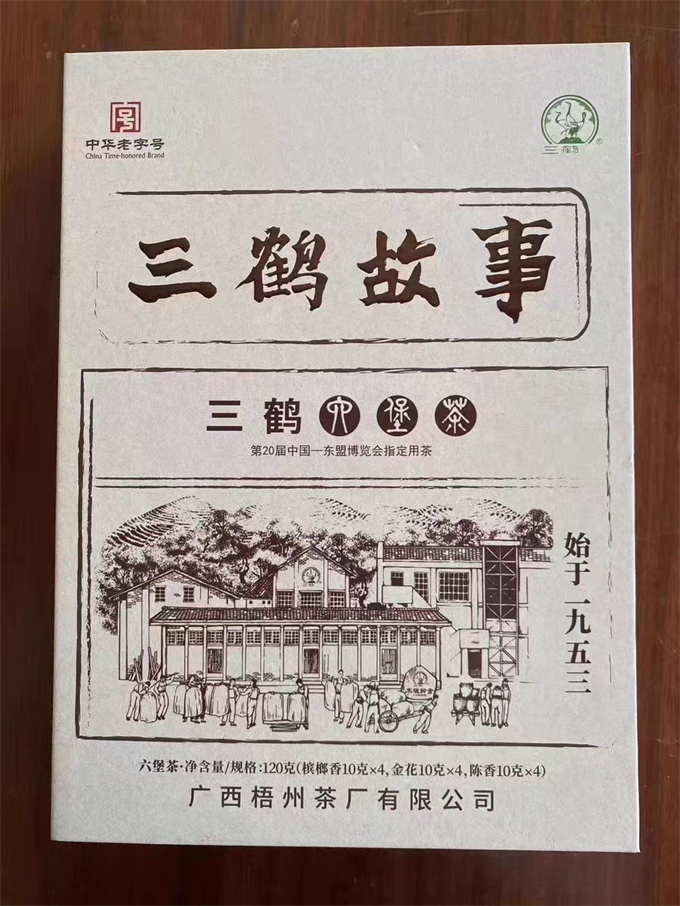 中华老字号
China Time-honored Brand
三鹤
®
三鹤故事
三鹤六堡茶
第20届中国—东盟博览会指定用茶
始于一九五三
六堡茶·净含量/规格:120克(槟榔香10克×4,金花10克×4,陈香10克×4)
广西梧州茶厂有限公司